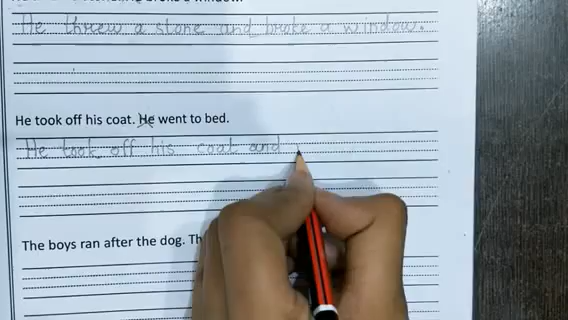 He threw a stone and broke a window.
He took off his coat. He went to bed.
He took off his coat and
The boys ran after the dog. Th